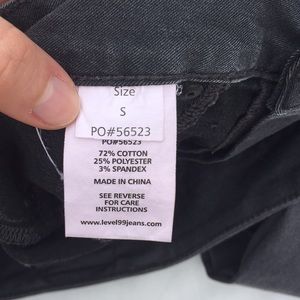 Size
S
PO#56523
PO#56523
72% COTTON
25% POLYESTER
3% SPANDEX
MADE IN CHINA
SEE REVERSE
FOR CARE
INSTRUCTIONS
www.level99jeans.com